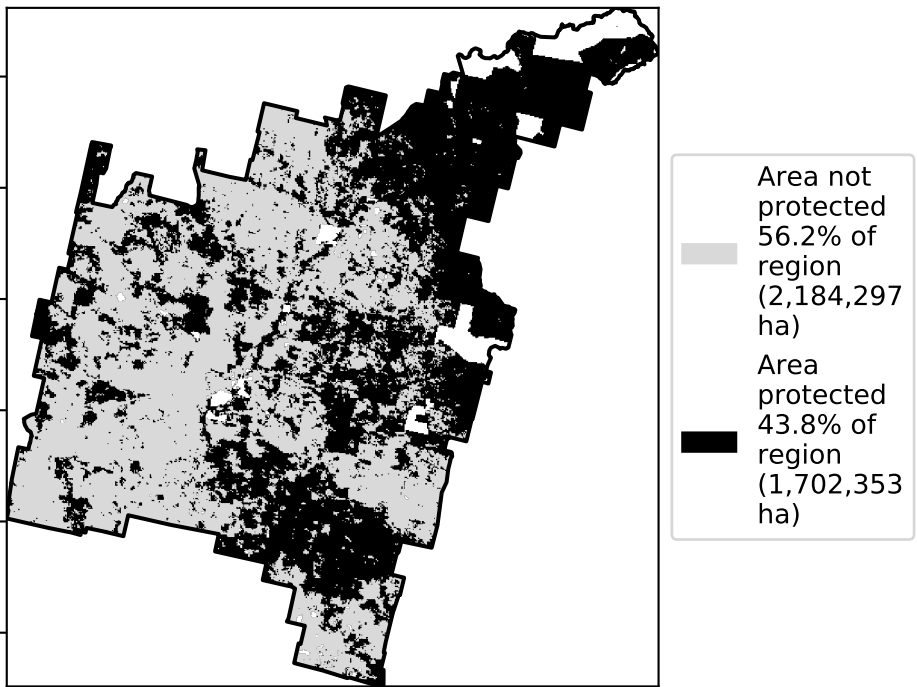 Area not
protected
56.2% of
region
(2,184,297
ha)
Area
protected
43.8% of
region
(1,702,353
ha)